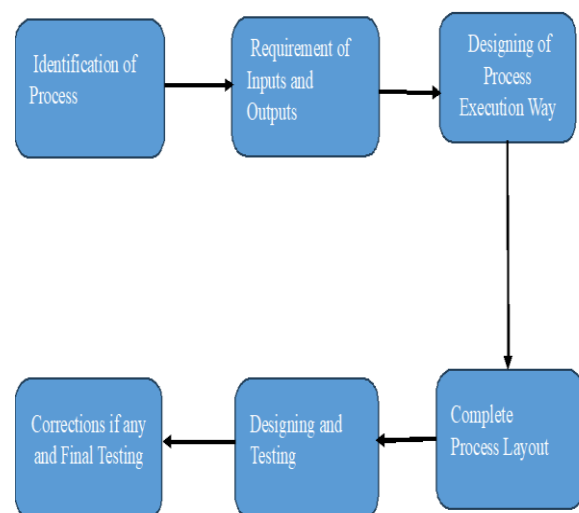 Identification of
Process
Requirement of
Inputs and
Outputs
Designing of
Process
Execution Way
Complete
Process Layout
Designing and
Testing
Corrections if any
and Final Testing